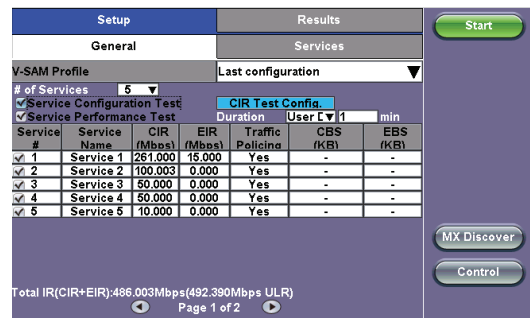 Setup Results
General Services
V-SAM Profile Last configuration
# of Services 5
Service Configuration Test CIR Test Config.
Service Performance Test Duration User D 1 min
Service # Service Name CIR (Mbps) EIR (Mbps) Traffic Policing CBS (KB) EBS (KB)
1 Service 1 261.000 15.000 Yes - -
2 Service 2 100.003 0.000 Yes - -
3 Service 3 50.000 0.000 Yes - -
4 Service 4 50.000 0.000 Yes - -
5 Service 5 10.000 0.000 Yes - -
Total IR(CIR+EIR):486.003Mbps(492.390Mbps ULR)
Page 1 of 2
Start
MX Discover
Control